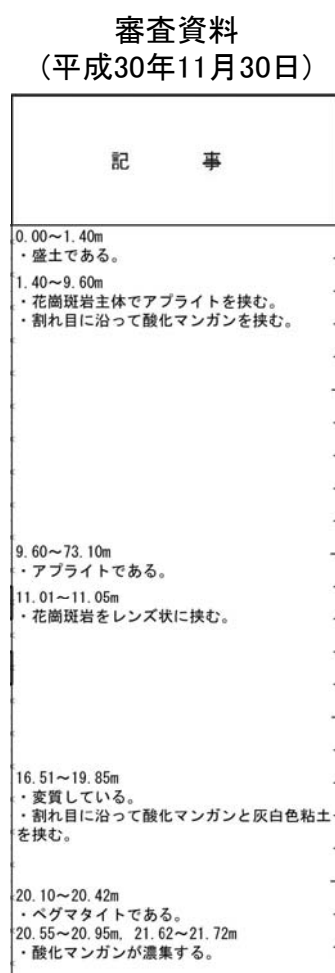 審査資料
（平成30年11月30日）
記　事
0.00～1.40m
・盛土である。
1.40～9.60m
・花崗斑岩主体でアプライトを挟む。
・割れ目に沿って酸化マンガンを挟む。
9.60～73.10m
・アプライトである。
11.01～11.05m
・花崗斑岩をレンズ状に挟む。
16.51～19.85m
・変質している。
・割れ目に沿って酸化マンガンと灰白色粘土
を挟む。
20.10～20.42m
・ペグマタイトである。
20.55～20.95m, 21.62～21.72m
・酸化マンガンが濃集する。